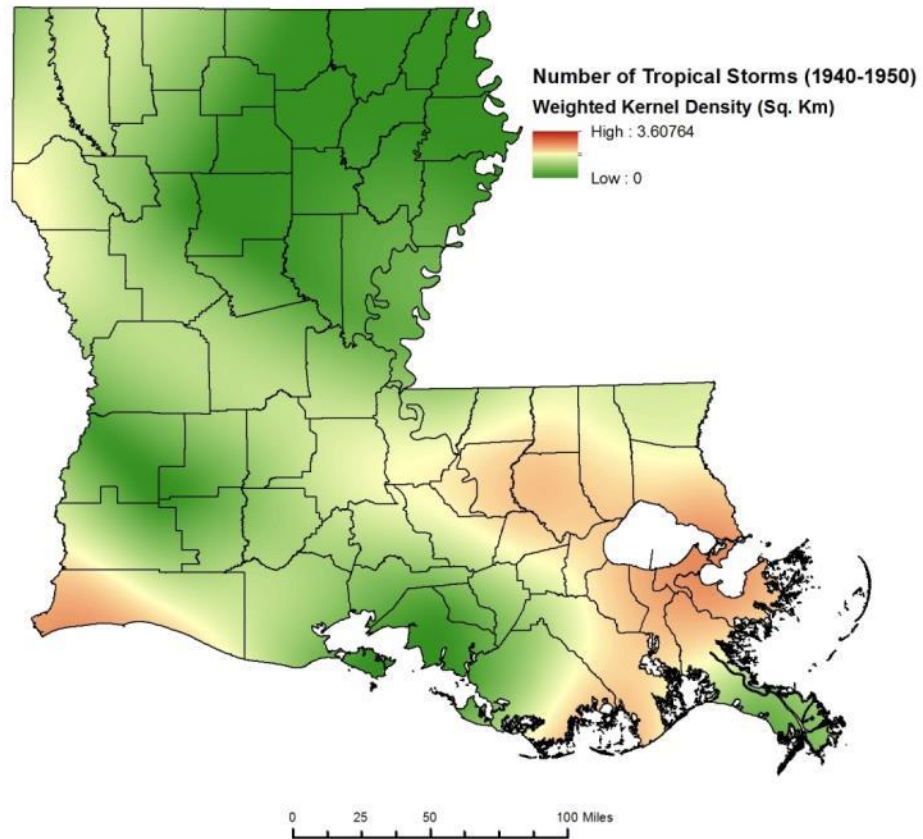 Number of Tropical Storms (1940-1950)
Weighted Kernel Density (Sq. Km)
High : 3.60764
Low : 0
0 25 50 100 Miles